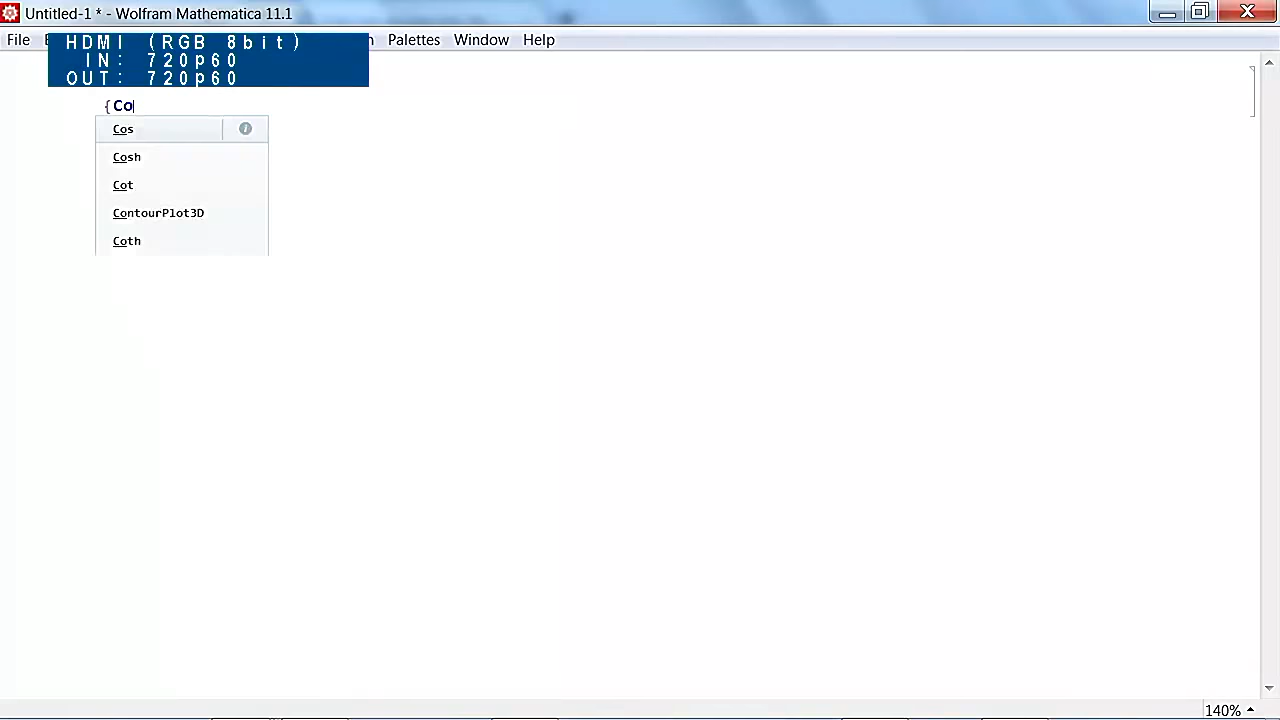 Untitled-1 * - Wolfram Mathematica 11.1
File Palettes Window Help
HDMI (RGB 8bit)
IN: 720p60
OUT: 720p60
{Co
Cos
Cosh
Cot
ContourPlot3D
Coth
140%